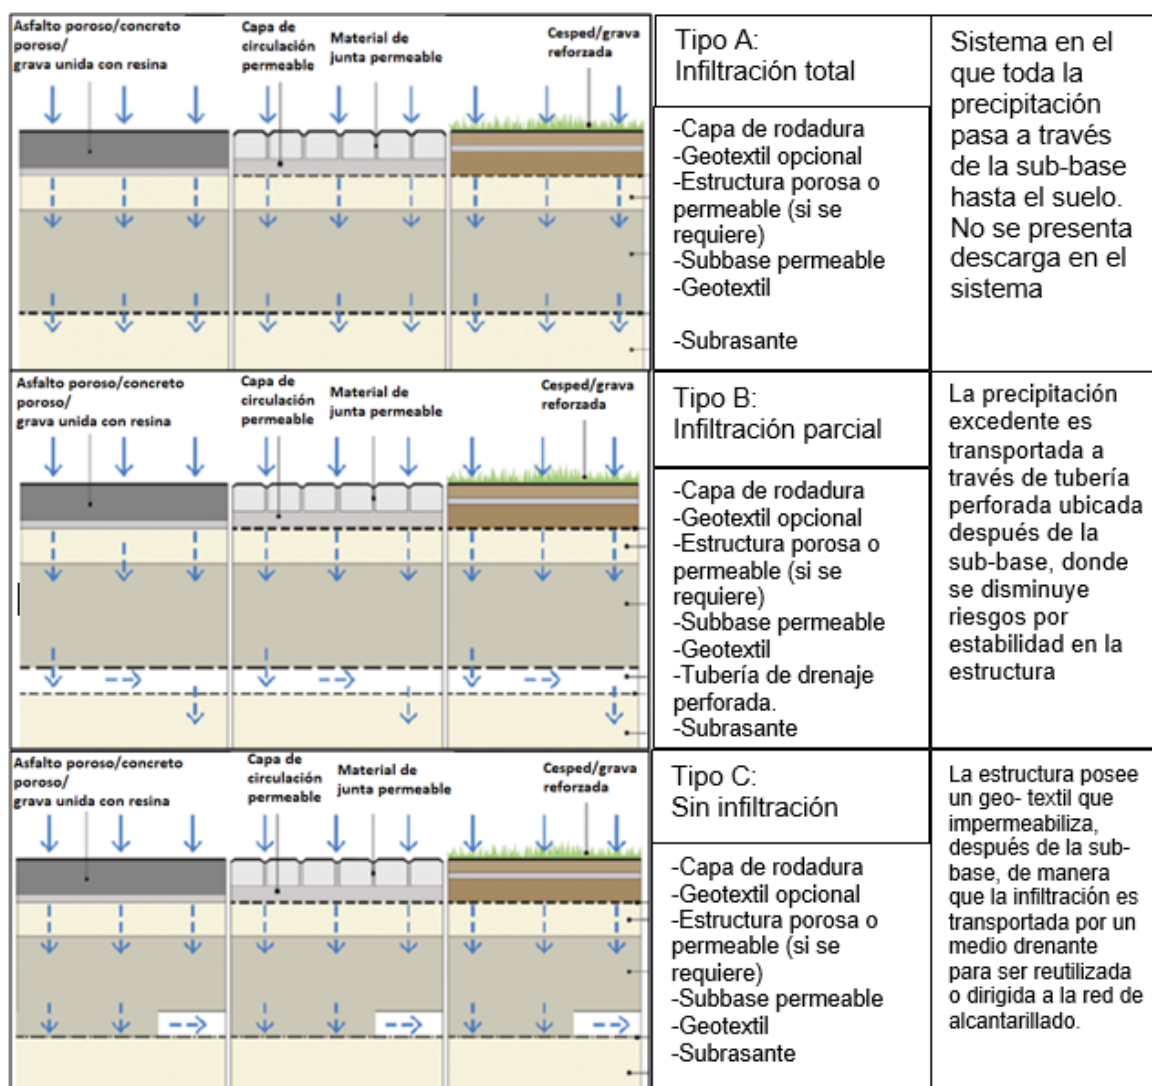 Asfalto poroso/concreto
poroso/
grava unida con resina
Capa de
circulación
permeable
Material de
junta permeable
Cesped/grava
reforzada
Tipo A:
Infiltración total
-Capa de rodadura
-Geotextil opcional
-Estructura porosa o
permeable (si se
requiere)
-Subbase permeable
-Geotextil
-Subrasante
Sistema en el
que toda la
precipitación
pasa a través
de la sub-base
hasta el suelo.
No se presenta
descarga en el
sistema
Asfalto poroso/concreto
poroso/
grava unida con resina
Capa de
circulación
permeable
Material de
junta permeable
Cesped/grava
reforzada
Tipo B:
Infiltración parcial
-Capa de rodadura
-Geotextil opcional
-Estructura porosa o
permeable (si se
requiere)
-Subbase permeable
-Geotextil
-Tubería de drenaje
perforada.
-Subrasante
La precipitación
excedente es
transportada a
través de tubería
perforada ubicada
después de la
sub-base, donde
se disminuye
riesgos por
estabilidad en la
estructura
Asfalto poroso/concreto
poroso/
grava unida con resina
Capa de
circulación
permeable
Material de
junta permeable
Cesped/grava
reforzada
Tipo C:
Sin infiltración
-Capa de rodadura
-Geotextil opcional
-Estructura porosa o
permeable (si se
requiere)
-Subbase permeable
-Geotextil
-Subrasante
La estructura posee
un geo- textil que
impermeabiliza,
después de la sub-
base, de manera
que la infiltración es
transportada por un
medio drenante
para ser reutilizada
o dirigida a la red de
alcantarillado.